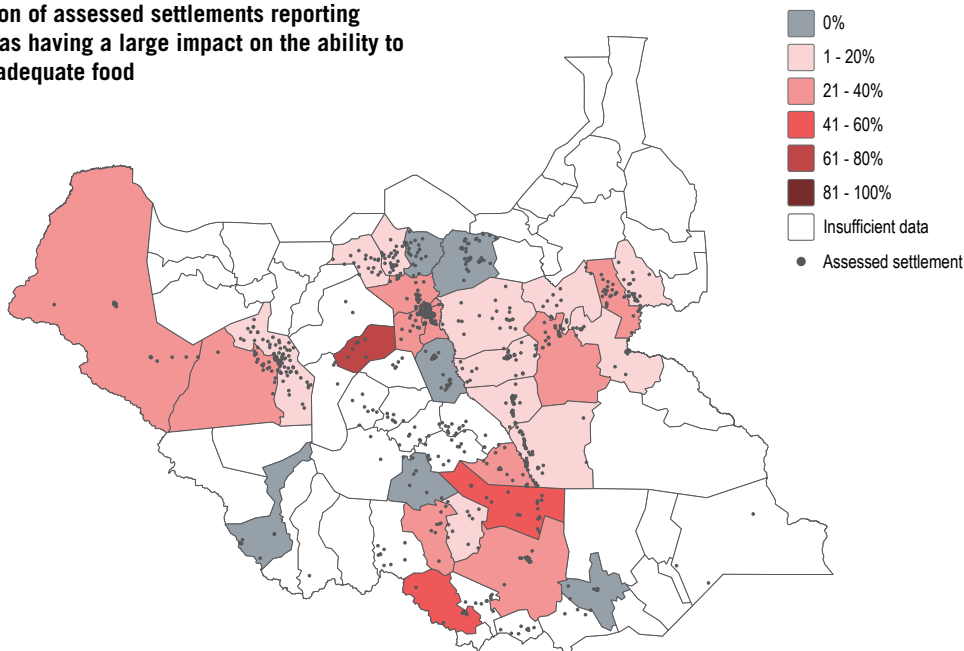 on of assessed settlements reporting
as having a large impact on the ability to
adequate food
0%
1 - 20%
21 - 40%
41 - 60%
61 - 80%
81 - 100%
Insufficient data
Assessed settlement